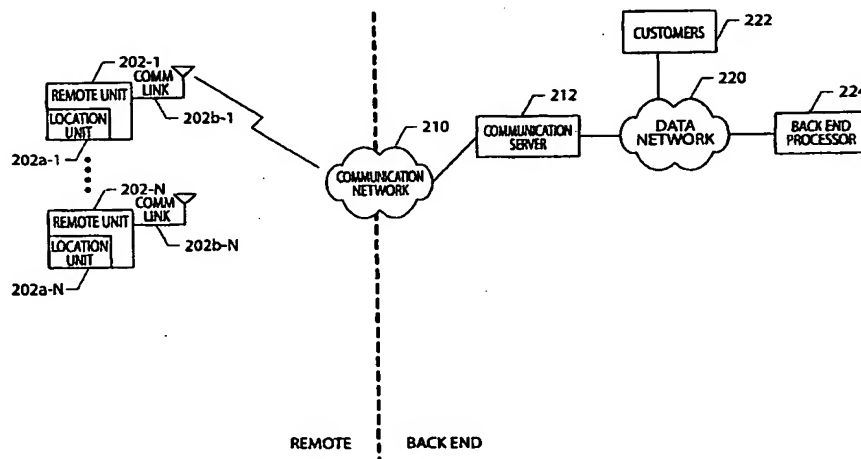 202-1
COMM
LINK
REMOTE UNIT
LOCATION
UNIT
202b-1
202a-1
202-N
COMM
LINK
REMOTE UNIT
LOCATION
UNIT
202b-N
202a-N
210
COMMUNICATION
NETWORK
212
COMMUNICATION
SERVER
CUSTOMERS
222
220
DATA
NETWORK
224
BACK END
PROCESSOR
REMOTE
BACK END